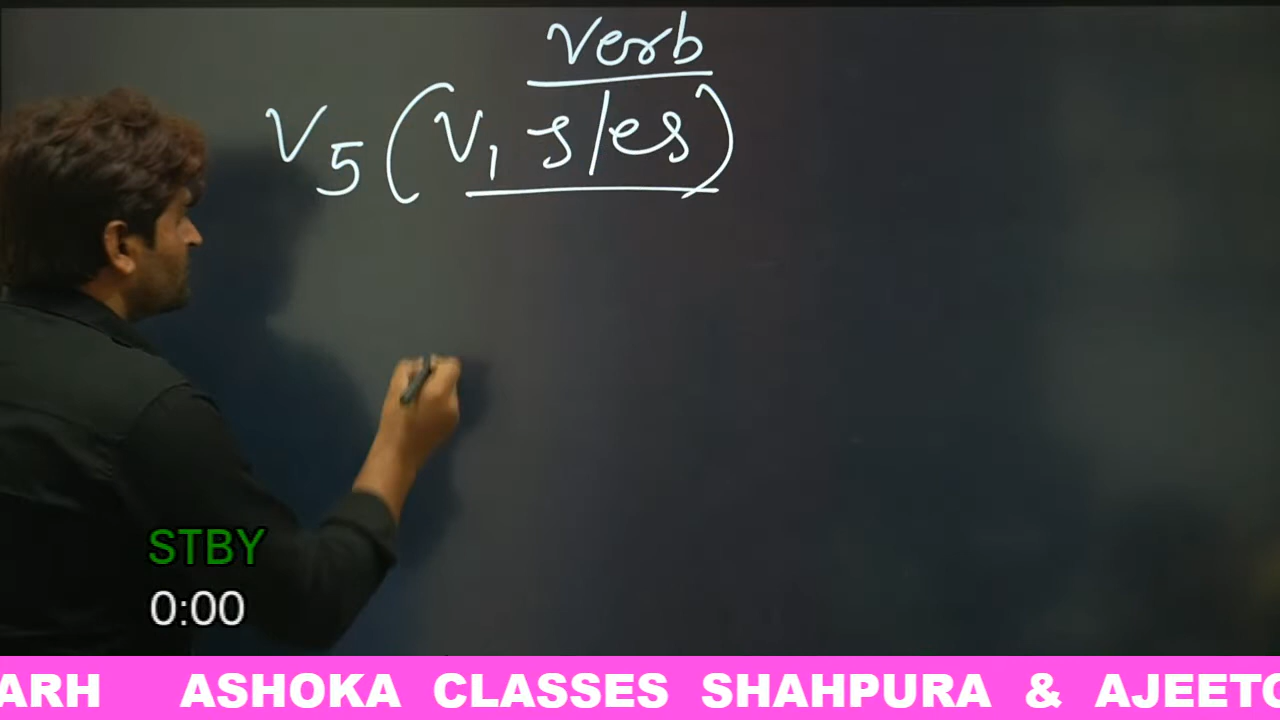 Verb
V5 (V1 s/es)
STBY
0:00
ARH ASHOKA CLASSES SHAHPURA & AJEETG